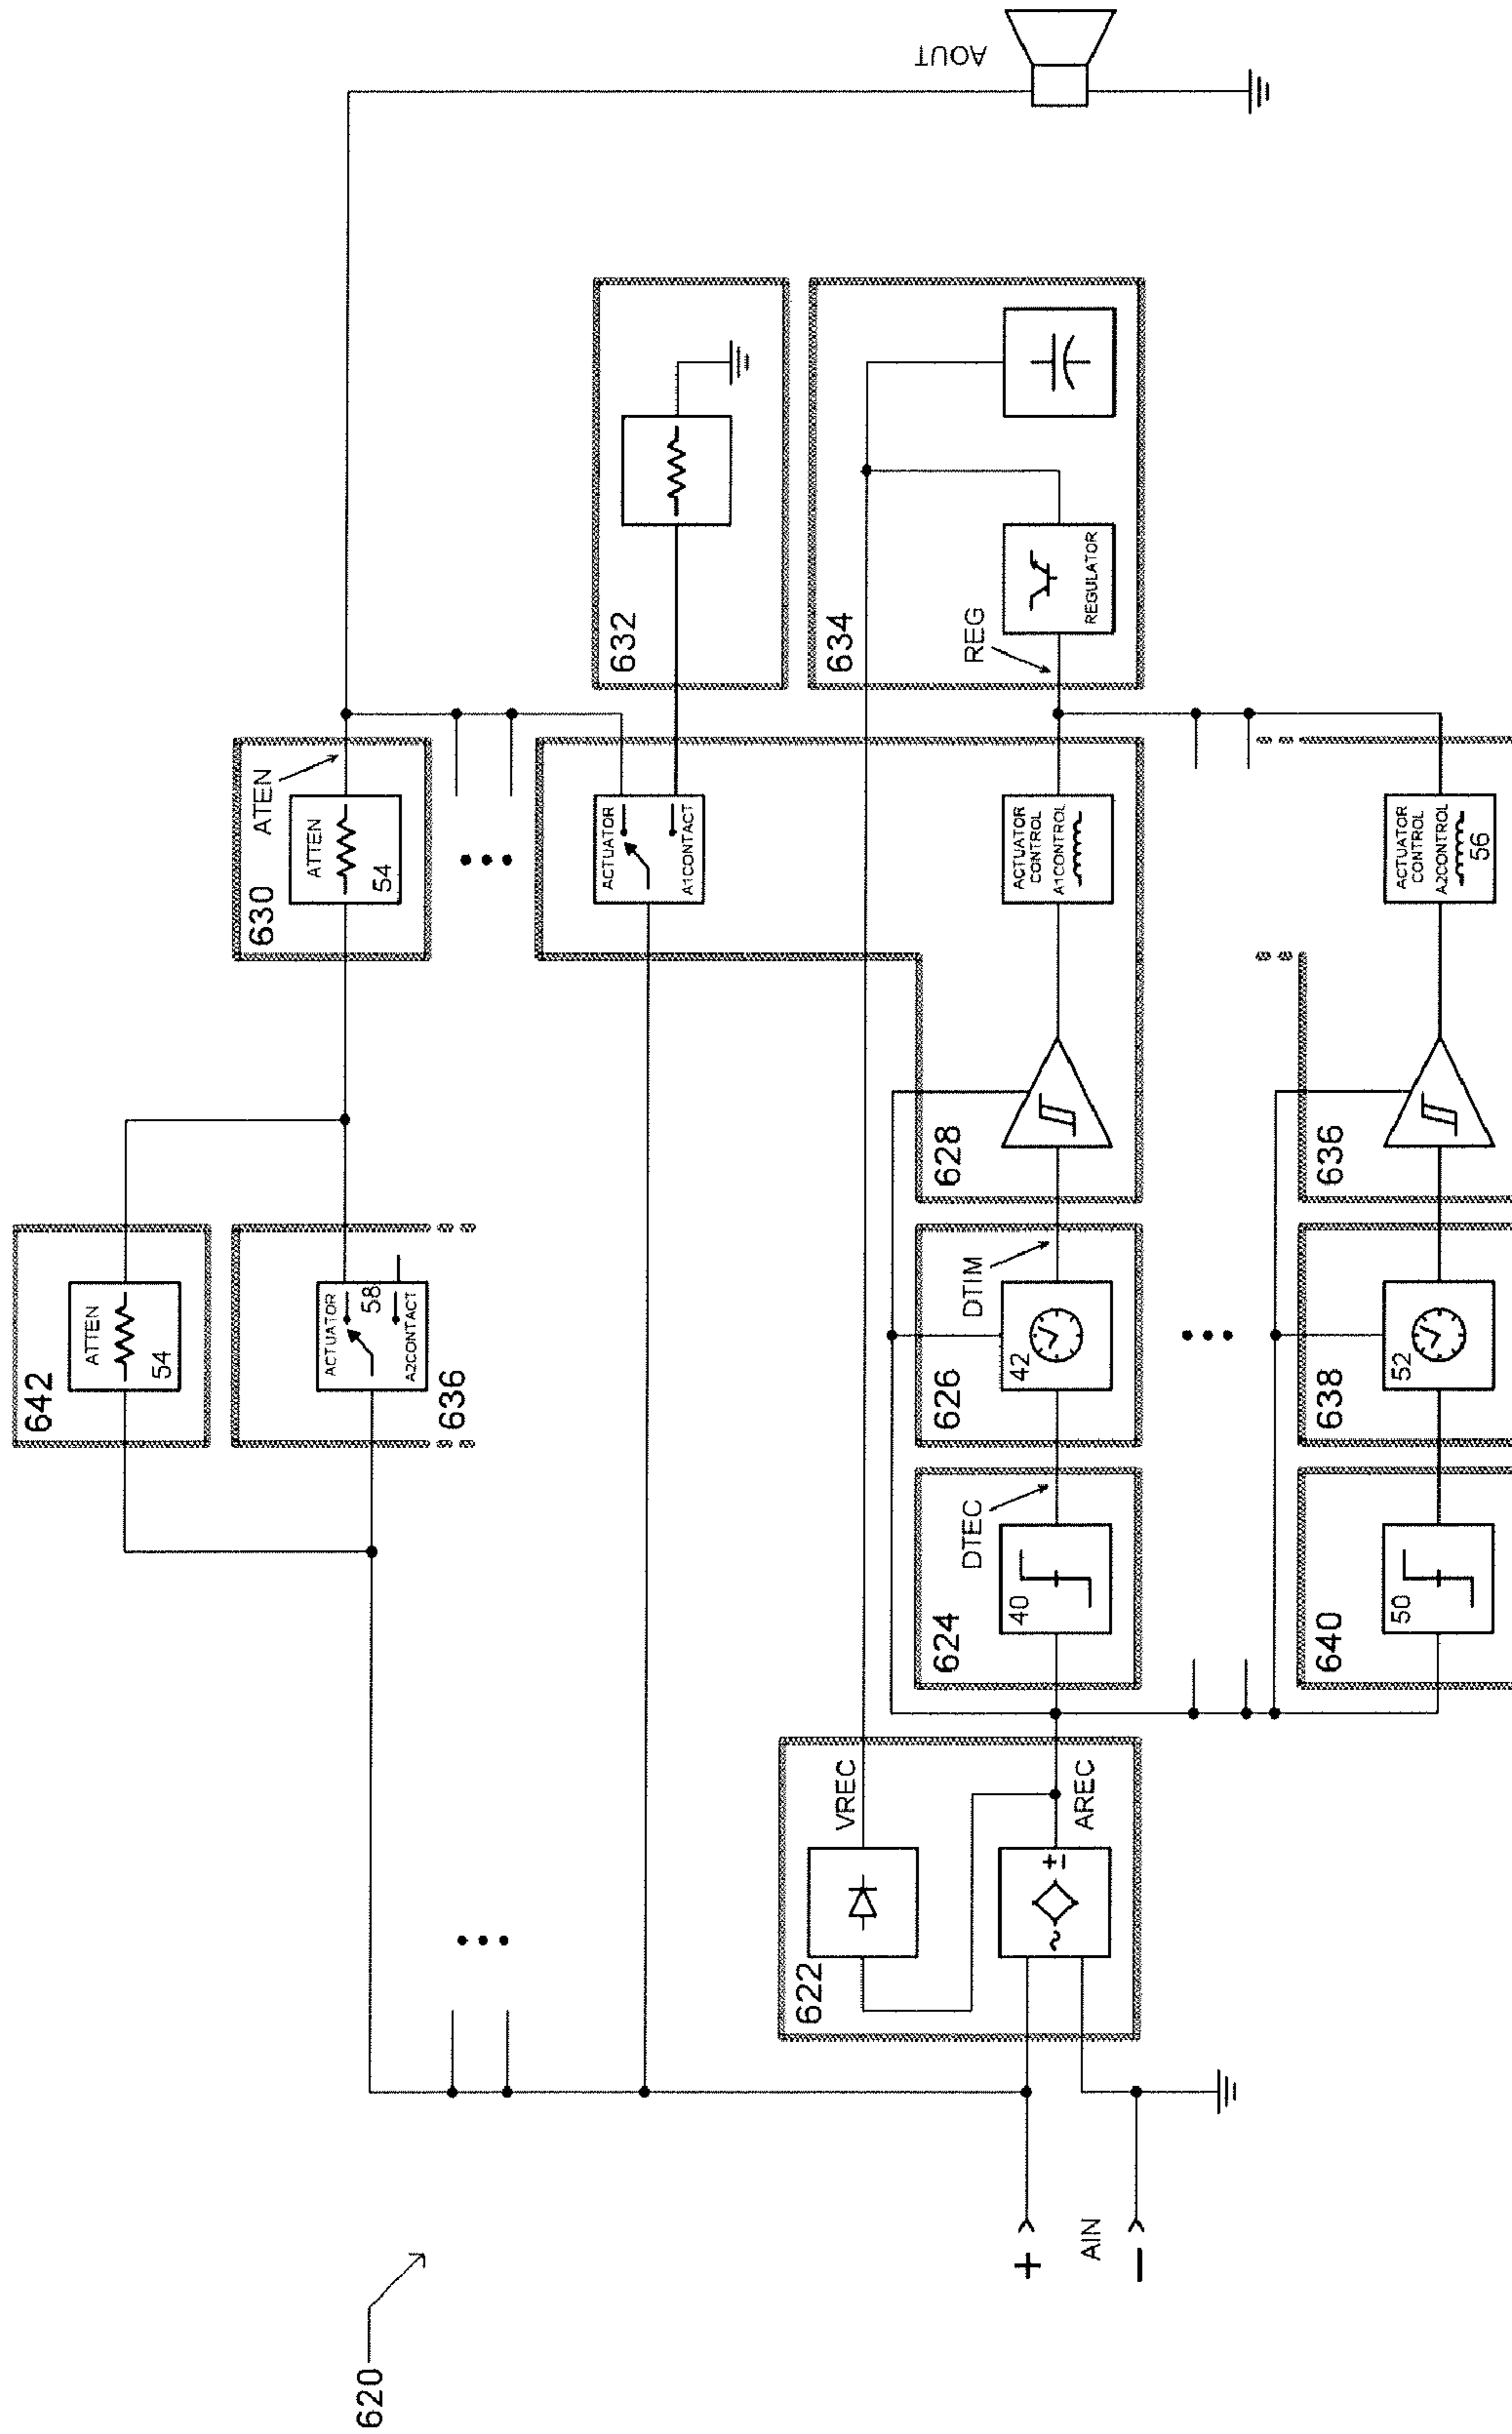 642
ATTEN
54
630
ATEN
ATTEN
54
ACTUATOR
58
A2CONTACT
620
636
ACTUATOR
A1CONTACT
632
622
VREC
634
AOUT
624
626
628
DTEC
DTIM
REG
+
40
42
ACTUATOR
CONTROL
A1CONTROL
REGULATOR
~
±
AREC
AIN
−
640
638
636
50
52
ACTUATOR
CONTROL
A2CONTROL
56